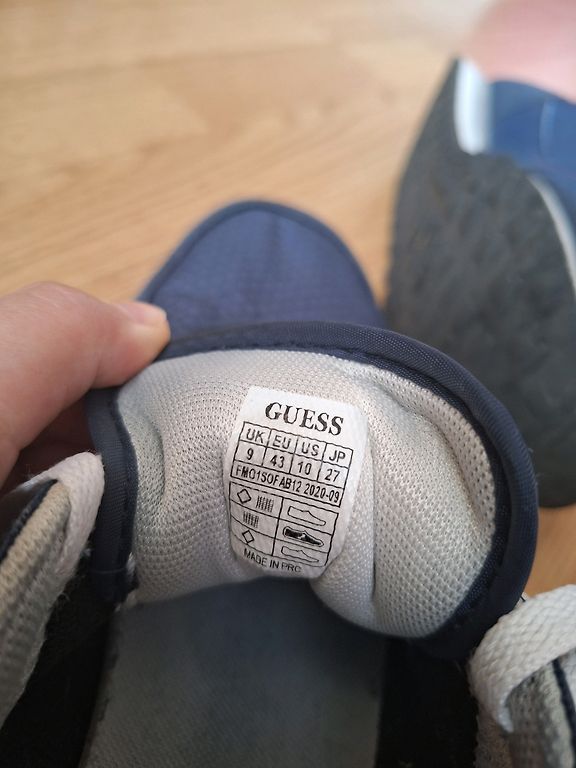 GUESS
UK EU US JP
9 43 10 27
FM01SOFAB12 2020-09
MADE IN PRC